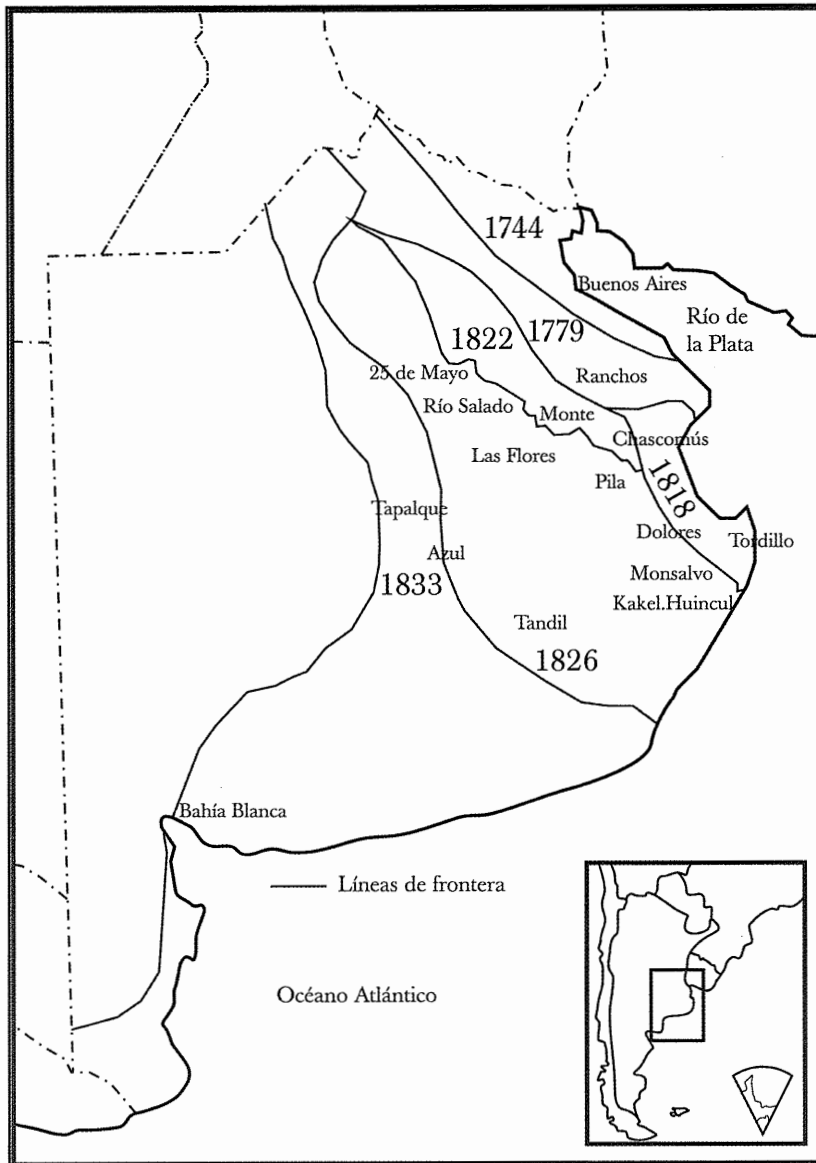 1744
Buenos Aires
Río de
la Plata
1822
1779
25 de Mayo
Ranchos
Río Salado
Monte
Chascomús
Las Flores
Pila
1818
Tapalque
Dolores
Tordillo
Azul
Monsalvo
1833
Kakel.Huincul
Tandil
1826
Bahía Blanca
Líneas de frontera
Océano Atlántico